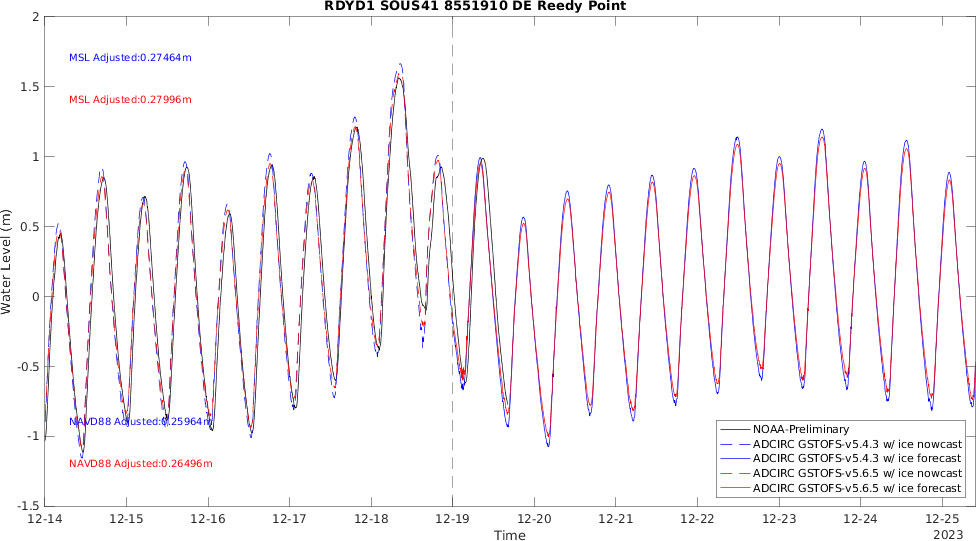 RDYD1 SOUS41 8551910 DE Reedy Point
2
1.5
1
0.5
0
-0.5
-1
-1.5
Water Level (m)
MSL Adjusted:0.27464m
MSL Adjusted:0.27996m
NAVD88 Adjusted:0.25964m
NAVD88 Adjusted:0.26496m
NOAA-Preliminary
ADCIRC GSTOFS-v5.4.3 w/ ice nowcast
ADCIRC GSTOFS-v5.4.3 w/ ice forecast
ADCIRC GSTOFS-v5.6.5 w/ ice nowcast
ADCIRC GSTOFS-v5.6.5 w/ ice forecast
12-14 12-15 12-16 12-17 12-18 12-19 12-20 12-21 12-22 12-23 12-24 12-25
Time
2023